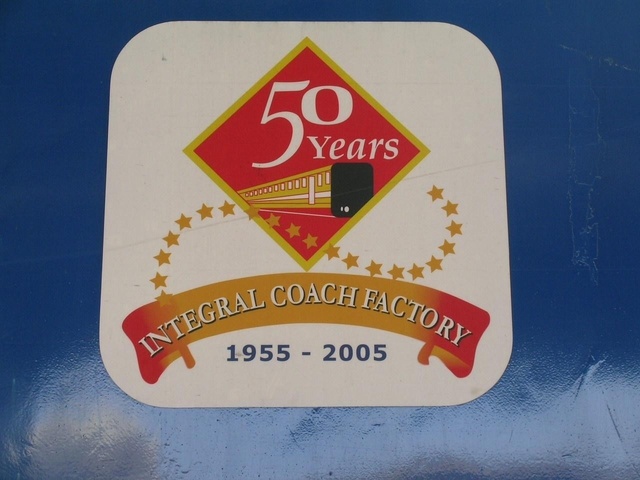 50
Years
INTEGRAL COACH FACTORY
1955 - 2005